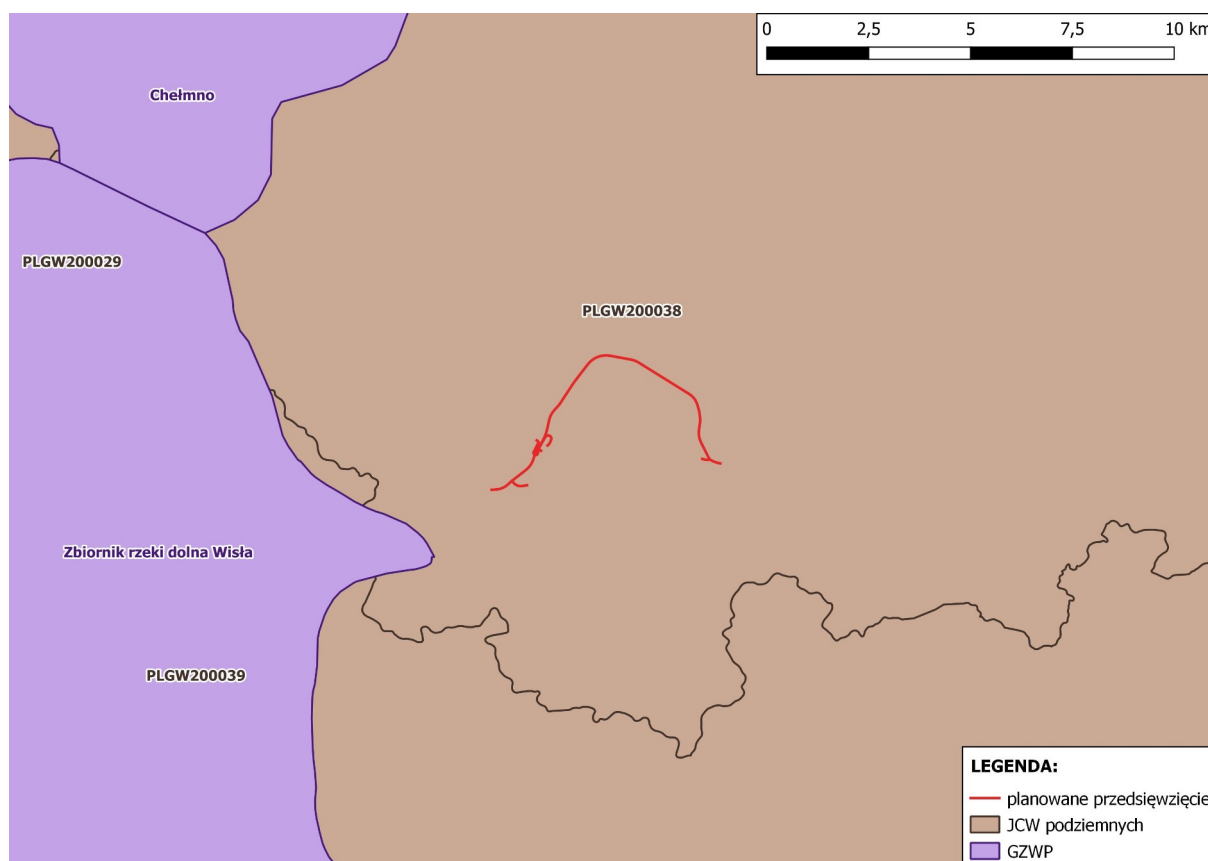 0 2,5 5 7,5 10 km
Chełmno
PLGW200029
PLGW200038
Zbiornik rzeki dolna Wisła
PLGW200039
LEGENDA:
planowane przedsięwzięcie
JCW podziemnych
GZWP